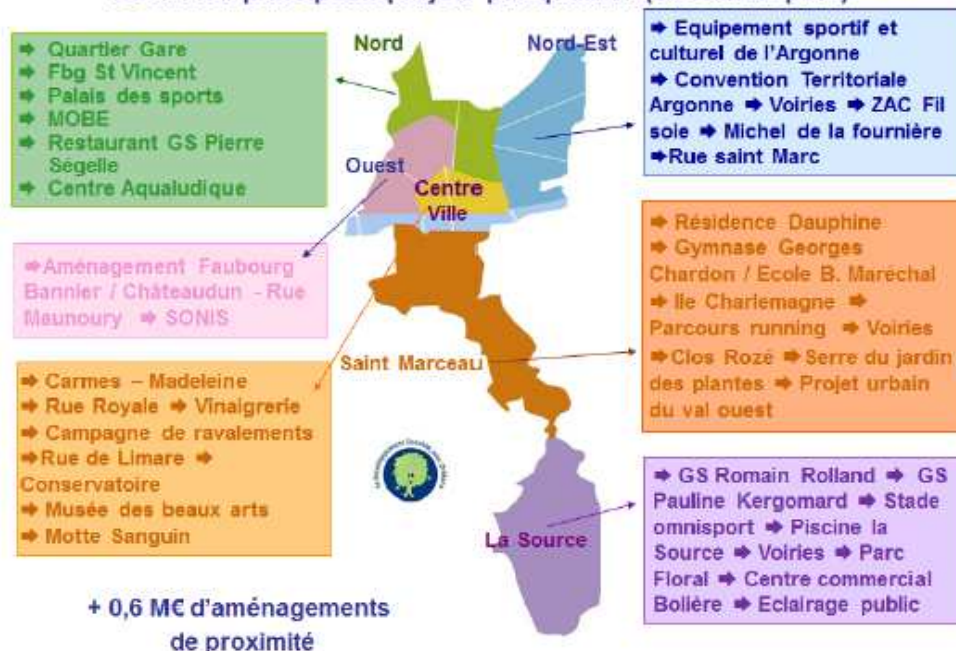 Nord
Nord-Est
➡ Quartier Gare
➡ Fbg St Vincent
➡ Palais des sports
➡ MOBE
➡ Restaurant GS Pierre
Ségelle
➡ Centre Aqualudique
➡ Equipement sportif et
culturel de l'Argonne
➡ Convention Territoriale
Argonne ➡ Voiries ➡ ZAC Fil
soie ➡ Michel de la fournière
➡Rue saint Marc
Ouest
Centre
Ville
➡Aménagement Faubourg
Bannier / Châteaudun - Rue
Maunoury ➡ SONIS
➡ Résidence Dauphine
➡ Gymnase Georges
Chardon / Ecole B. Maréchal
➡ Ile Charlemagne ➡
Parcours running ➡ Voiries
➡Clos Rozé ➡ Serre du jardin
des plantes ➡ Projet urbain
du val ouest
Saint Marceau
➡ Carmes – Madeleine
➡ Rue Royale ➡ Vinaigrerie
➡ Campagne de ravalements
➡Rue de Limare ➡
Conservatoire
➡ Musée des beaux arts
➡ Motte Sanguin
➡ GS Romain Rolland ➡ GS
Pauline Kergomard ➡ Stade
omnisport ➡ Piscine la
Source ➡ Voiries ➡ Parc
Floral ➡ Centre commercial
Bolière ➡ Eclairage public
La Source
+ 0,6 M€ d'aménagements
de proximité